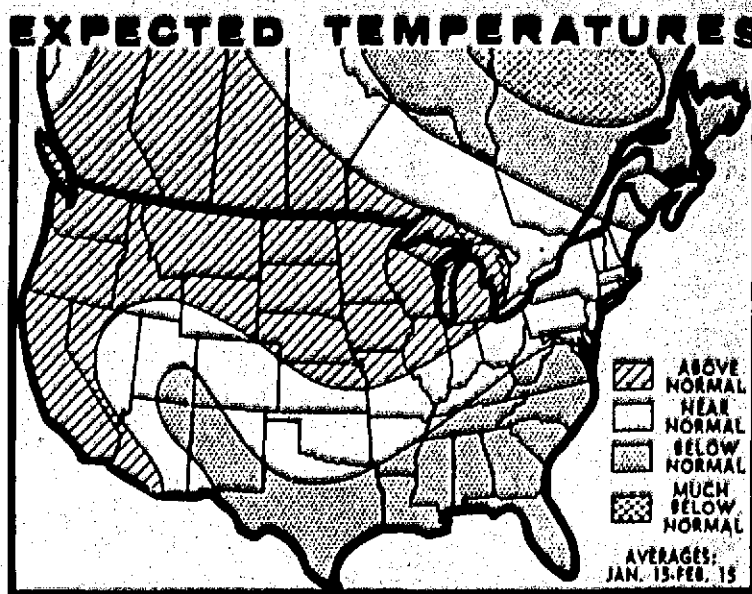 EXPECTED TEMPERATURES
ABOVE
NORMAL
NEAR
NORMAL
BELOW
NORMAL
MUCH
BELOW
NORMAL
AVERAGES:
JAN. 15-FEB. 15